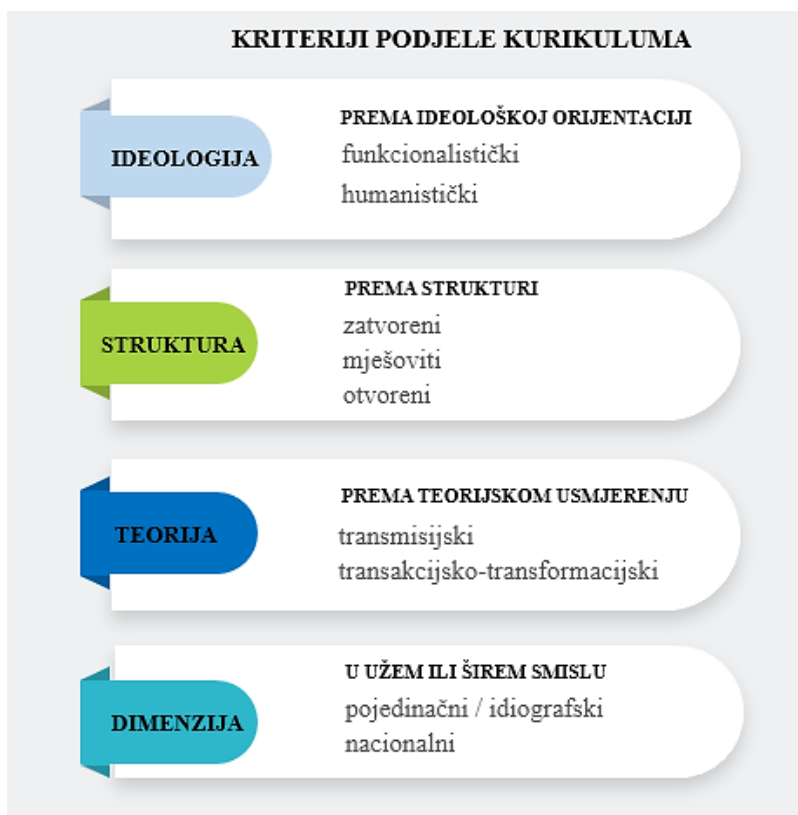 KRITERIJI PODJELE KURIKULUMA
IDEOLOGIJA
PREMA IDEOLOŠKOJ ORIJENTACIJI
funkcionalistički
humanistički
STRUKTURA
PREMA STRUKTURI
zatvoreni
mješoviti
otvoreni
TEORIJA
PREMA TEORIJSKOM USMJERENJU
transmisijski
transakcijsko-transformacijski
DIMENZIJA
U UŽEM ILI ŠIREM SMISLU
pojedinačni / idiografski
nacionalni